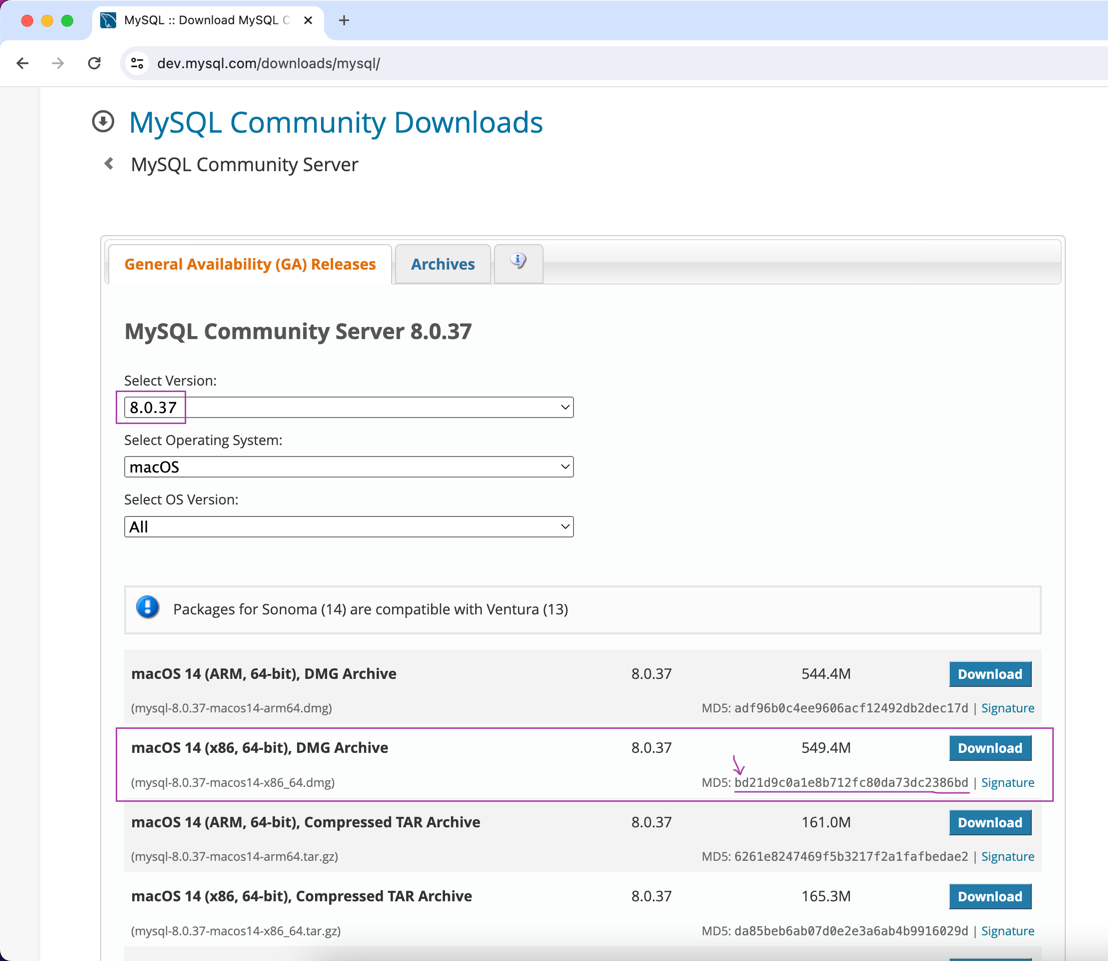 MySQL :: Download MySQL C
dev.mysql.com/downloads/mysql/
MySQL Community Downloads
MySQL Community Server
General Availability (GA) Releases
Archives
MySQL Community Server 8.0.37
Select Version:
8.0.37
Select Operating System:
macOS
Select OS Version:
All
Packages for Sonoma (14) are compatible with Ventura (13)
macOS 14 (ARM, 64-bit), DMG Archive 8.0.37 544.4M Download
(mysql-8.0.37-macos14-arm64.dmg) MD5: adf96b0c4ee9606acf12492db2dec17d | Signature
macOS 14 (x86, 64-bit), DMG Archive 8.0.37 549.4M Download
(mysql-8.0.37-macos14-x86_64.dmg) MD5: bd21d9c0a1e8b712fc80da73dc2386bd | Signature
macOS 14 (ARM, 64-bit), Compressed TAR Archive 8.0.37 161.0M Download
(mysql-8.0.37-macos14-arm64.tar.gz) MD5: 6261e8247469f5b3217f2a1fafbedae2 | Signature
macOS 14 (x86, 64-bit), Compressed TAR Archive 8.0.37 165.3M Download
(mysql-8.0.37-macos14-x86_64.tar.gz) MD5: da85beb6ab07d0e2e3a6ab4b9916029d | Signature